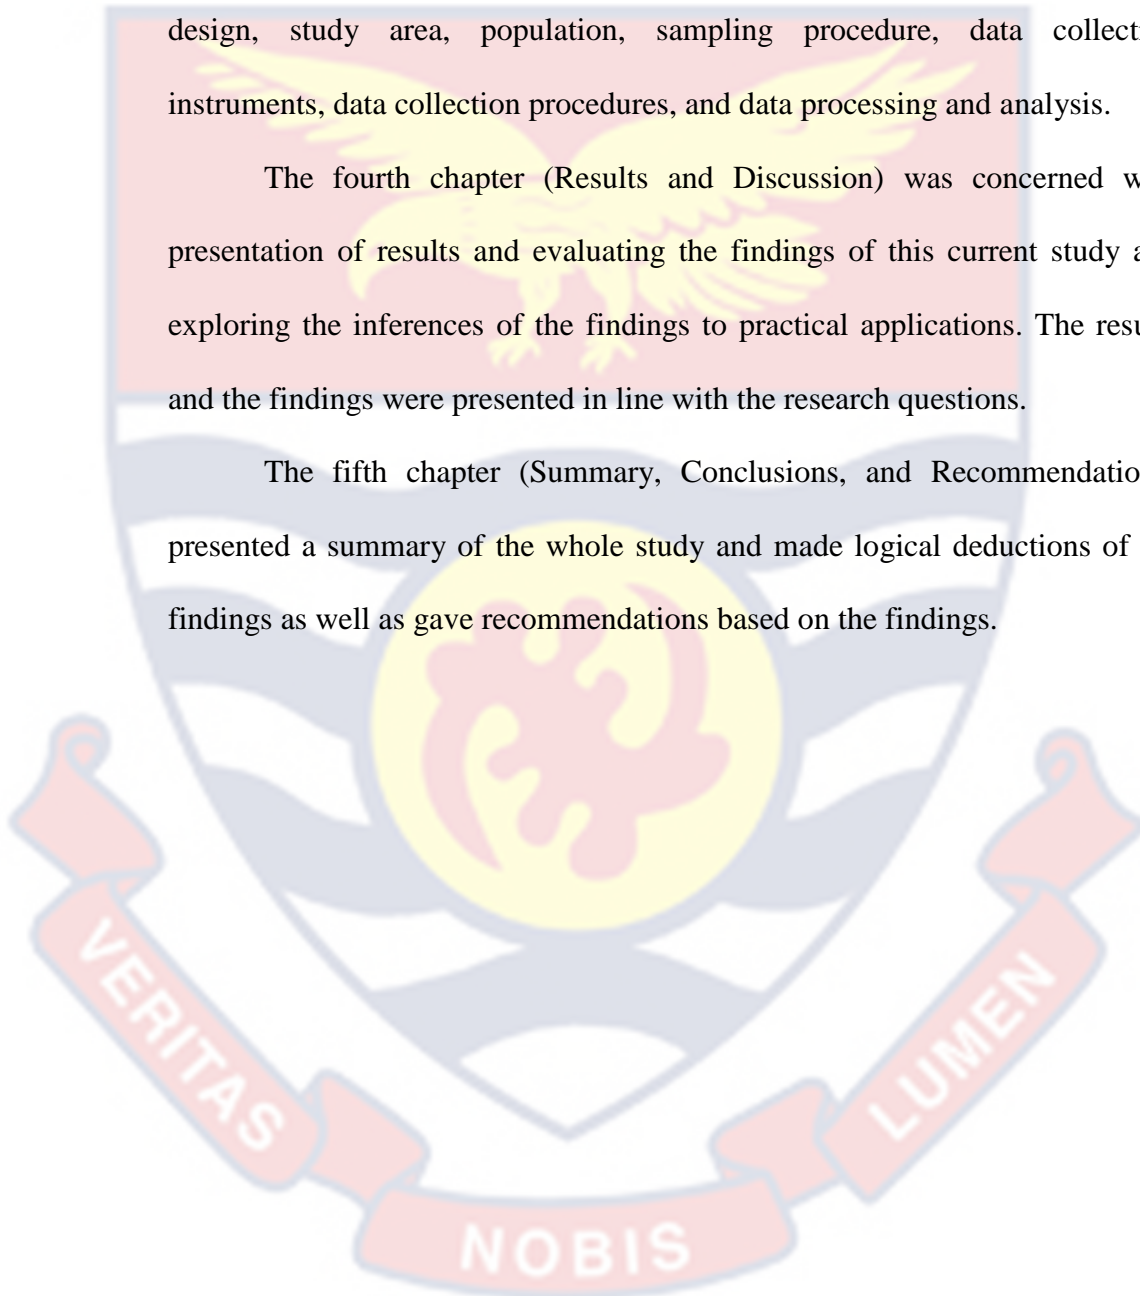 design, study area, population, sampling procedure, data collecti
instruments, data collection procedures, and data processing and analysis.
The fourth chapter (Results and Discussion) was concerned w
presentation of results and evaluating the findings of this current study a
exploring the inferences of the findings to practical applications. The resu
and the findings were presented in line with the research questions.
The fifth chapter (Summary, Conclusions, and Recommendatio
presented a summary of the whole study and made logical deductions of
findings as well as gave recommendations based on the findings.
VERITAS
NOBIS
LUMEN